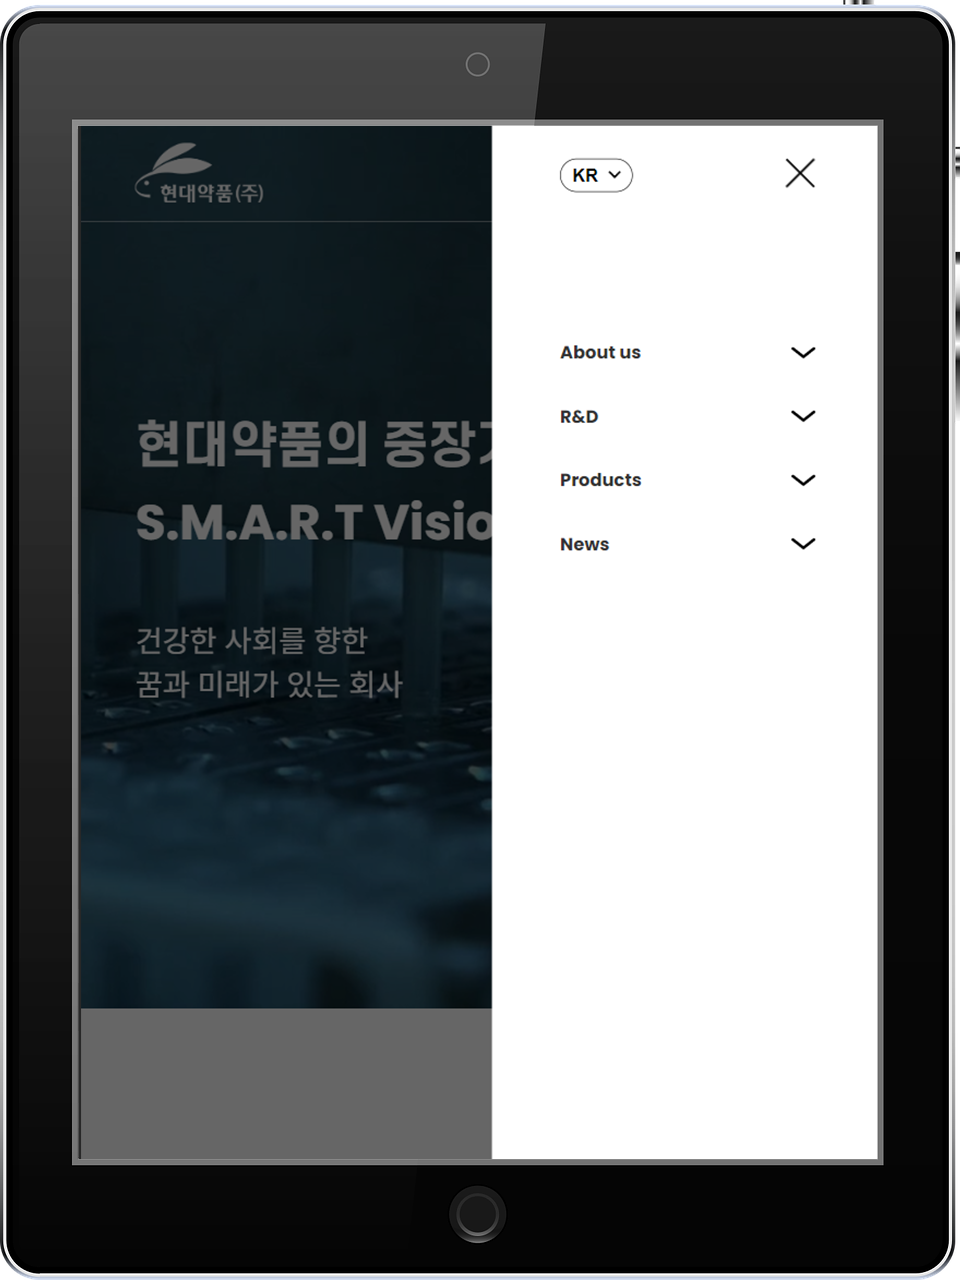 현대약품(주)
KR
About us
R&D
Products
News
현대약품의 중장
S.M.A.R.T Visio
건강한 사회를 향한
꿈과 미래가 있는 회사